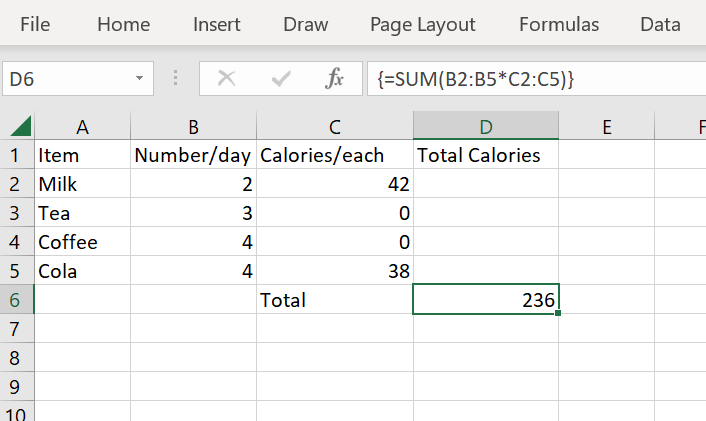 File Home Insert Draw Page Layout Formulas Data
D6 fx {=SUM(B2:B5*C2:C5)}
A B C D E F
1 Item Number/day Calories/each Total Calories
2 Milk 2 42
3 Tea 3 0
4 Coffee 4 0
5 Cola 4 38
6 Total 236
7
8
9
10